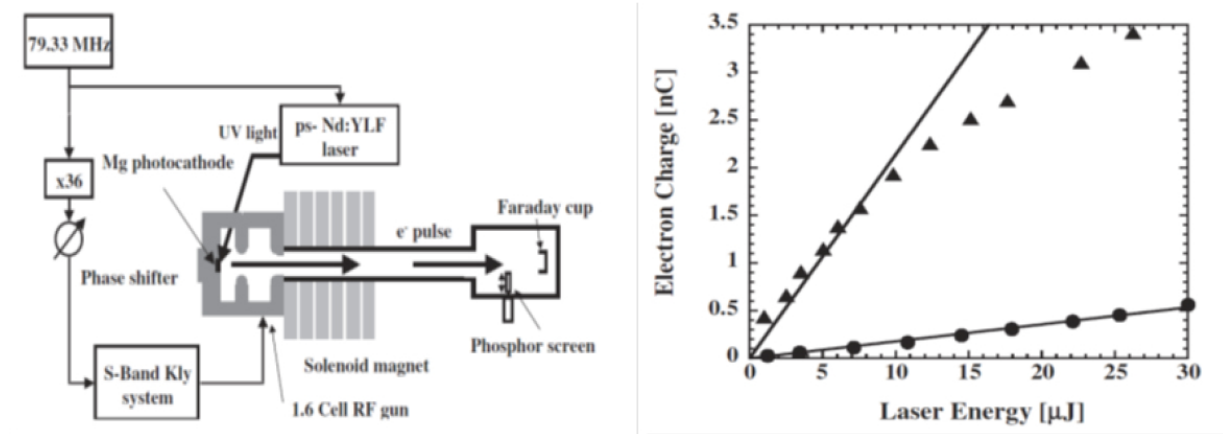 79.33 MHz
UV light
ps- Nd:YLF
laser
Mg photocathode
x36
Faraday cup
e- pulse
Phase shifter
Phosphor screen
S-Band Kly
system
Solenoid magnet
1.6 Cell RF gun
3.5
3
2.5
2
1.5
1
0.5
0
Electron Charge [nC]
0 5 10 15 20 25 30
Laser Energy [μJ]